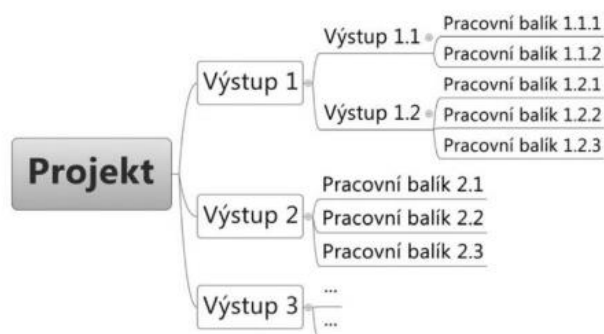 Projekt
Výstup 1
Výstup 1.1
Pracovní balík 1.1.1
Pracovní balík 1.1.2
Výstup 1.2
Pracovní balík 1.2.1
Pracovní balík 1.2.2
Pracovní balík 1.2.3
Výstup 2
Pracovní balík 2.1
Pracovní balík 2.2
Pracovní balík 2.3
Výstup 3
...
...